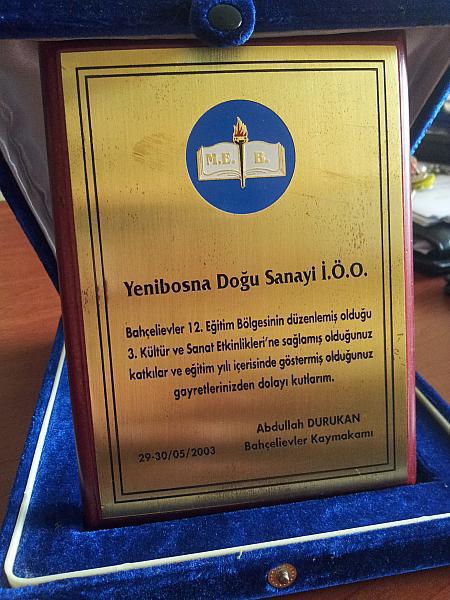 M.E. B.
Yenibosna Doğu Sanayi İ.Ö.O.
Bahçelievler 12. Eğitim Bölgesinin düzenlemiş olduğu
3. Kültür ve Sanat Etkinlikleri'ne sağlamış olduğunuz
katkılar ve eğitim yılı içerisinde göstermiş olduğunuz
gayretlerinizden dolayı kutlarım.
Abdullah DURUKAN
Bahçelievler Kaymakamı
29-30/05/2003